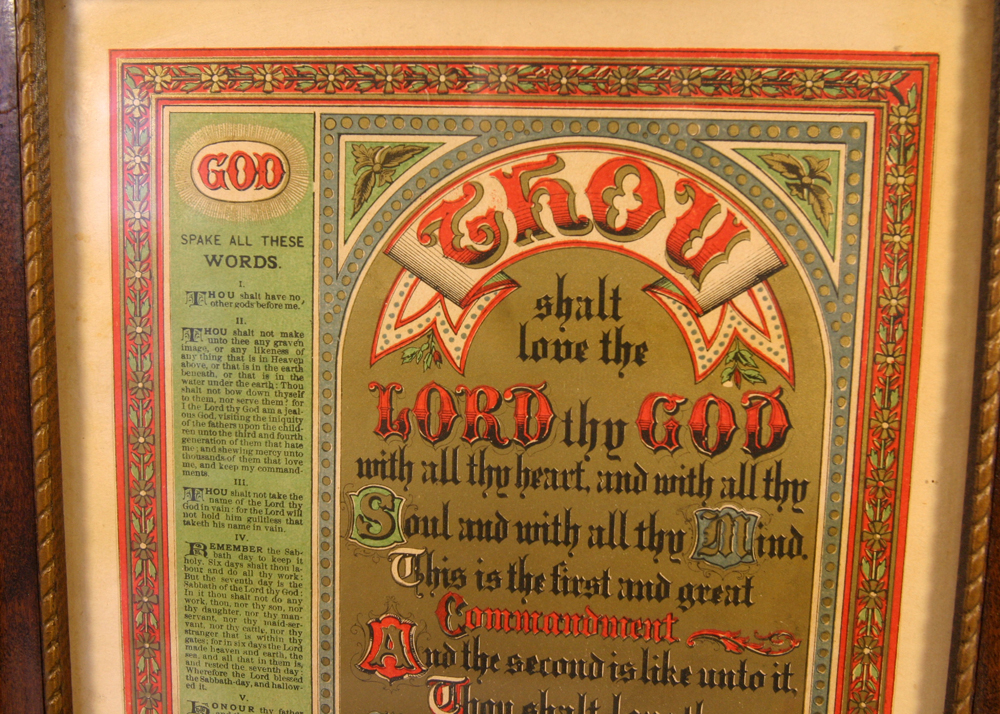 GOD
SPAKE ALL THESE
WORDS.
I.
THOU shalt have no
other gods before me.
II.
THOU shalt not make
unto thee any graven
image, or any likeness of
any thing that is in Heaven
above, or that is in the earth
beneath, or that is in the
water under the earth: Thou
shalt not bow down thyself
to them, nor serve them: for
I the Lord thy God am a jeal-
ous God, visiting the iniquity
of the fathers upon the child-
ren unto the third and fourth
generation of them that hate
me; and shewing mercy unto
thousands of them that love
me, and keep my command-
ments.
III.
THOU shalt not take the
name of the Lord thy
God in vain: for the Lord will
not hold him guiltless that
taketh his name in vain.
IV.
REMEMBER the Sab-
bath day to keep it
holy. Six days shalt thou la-
bour and do all thy work:
But the seventh day is the
Sabbath of the Lord thy God:
In it thou shalt not do any
work, thou, nor thy son, nor
thy daughter, nor thy man-
servant, nor thy maid-ser-
vant, nor thy cattle, nor thy
stranger that is within thy
gates; for in six days the Lord
made heaven and earth, the
sea, and all that in them is,
and rested the seventh day:
Wherefore the Lord blessed
the Sabbath-day, and hallow-
ed it.
V.
HONOUR thy father
Thou
shalt
love the
LORD thy GOD
with all thy heart, and with all thy
Soul and with all thy Mind.
This is the first and great
Commandment
And the second is like unto it,
Thou shalt love th